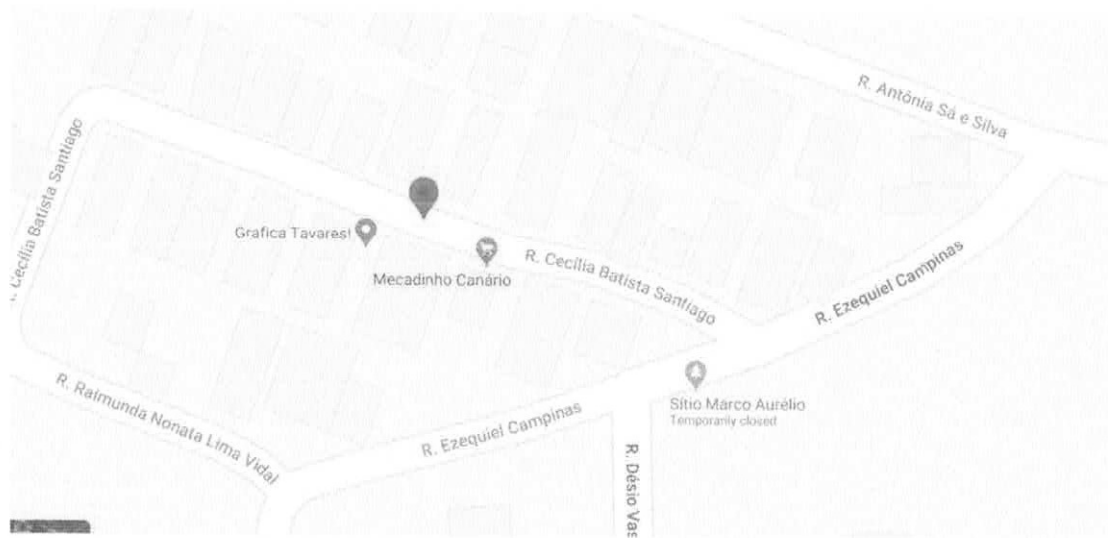 R. Antônia Sá e Silva
R. Cecília Batista Santiago
Grafica Tavares!
Mecadinho Canário
R. Cecília Batista Santiago
R. Ezequiel Campinas
Sítio Marco Aurélio
Temporarily closed
R. Raimunda Nonata Lima Vidal
R. Ezequiel Campinas
R. Désio Vas